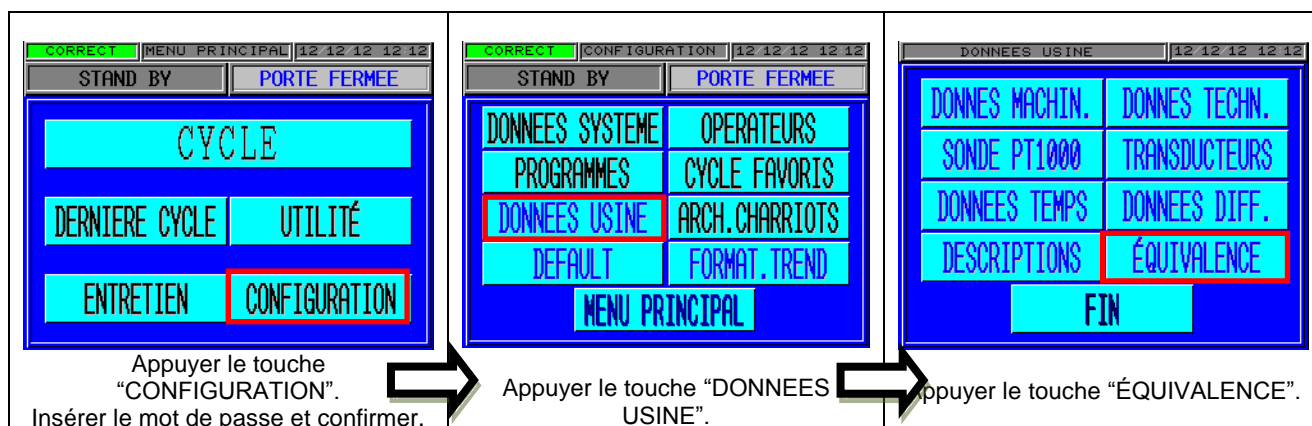 CORRECT MENU PRINCIPAL 12/12/12 12:12
STAND BY PORTE FERMEE
CYCLE
DERNIERE CYCLE UTILITÉ
ENTRETIEN CONFIGURATION
Appuyer le touche
“CONFIGURATION”.
Insérer le mot de passe et confirmer.
CORRECT CONFIGURATION 12/12/12 12:12
STAND BY PORTE FERMEE
DONNEES SYSTEME OPERATEURS
PROGRAMMES CYCLE FAVORIS
DONNEES USINE ARCH.CHARRIOTS
DEFAULT FORMAT.TREND
MENU PRINCIPAL
Appuyer le touche “DONNEES
USINE”.
DONNEES USINE 12/12/12 12:12
DONNES MACHIN. DONNES TECHN.
SONDE PT1000 TRANSDUCTEURS
DONNEES TEMPS DONNEES DIFF.
DESCRIPTIONS ÉQUIVALENCE
FIN
Appuyer le touche “ÉQUIVALENCE”.